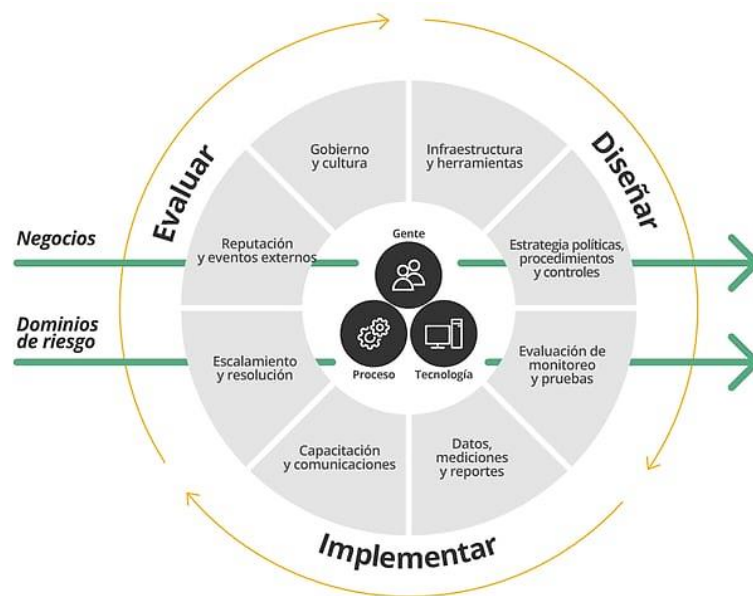 Evaluar
Diseñar
Implementar
Negocios
Dominios
de riesgo
Gobierno
y cultura
Infraestructura
y herramientas
Estrategia políticas,
procedimientos
y controles
Evaluación de
monitoreo
y pruebas
Datos,
mediciones
y reportes
Capacitación
y comunicaciones
Escalamiento
y resolución
Reputación
y eventos externos
Gente
Proceso
Tecnología